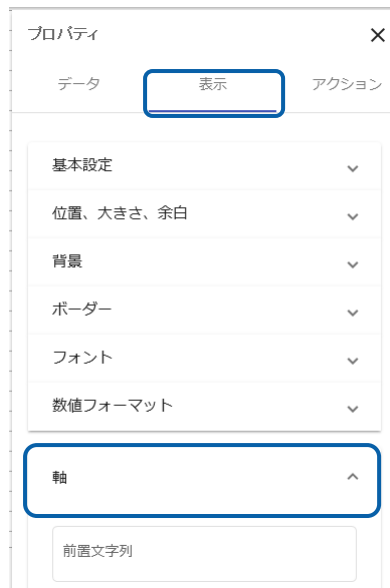 プロパティ
データ
表示
アクション
基本設定
位置、大きさ、余白
背景
ボーダー
フォント
数値フォーマット
軸
前置文字列